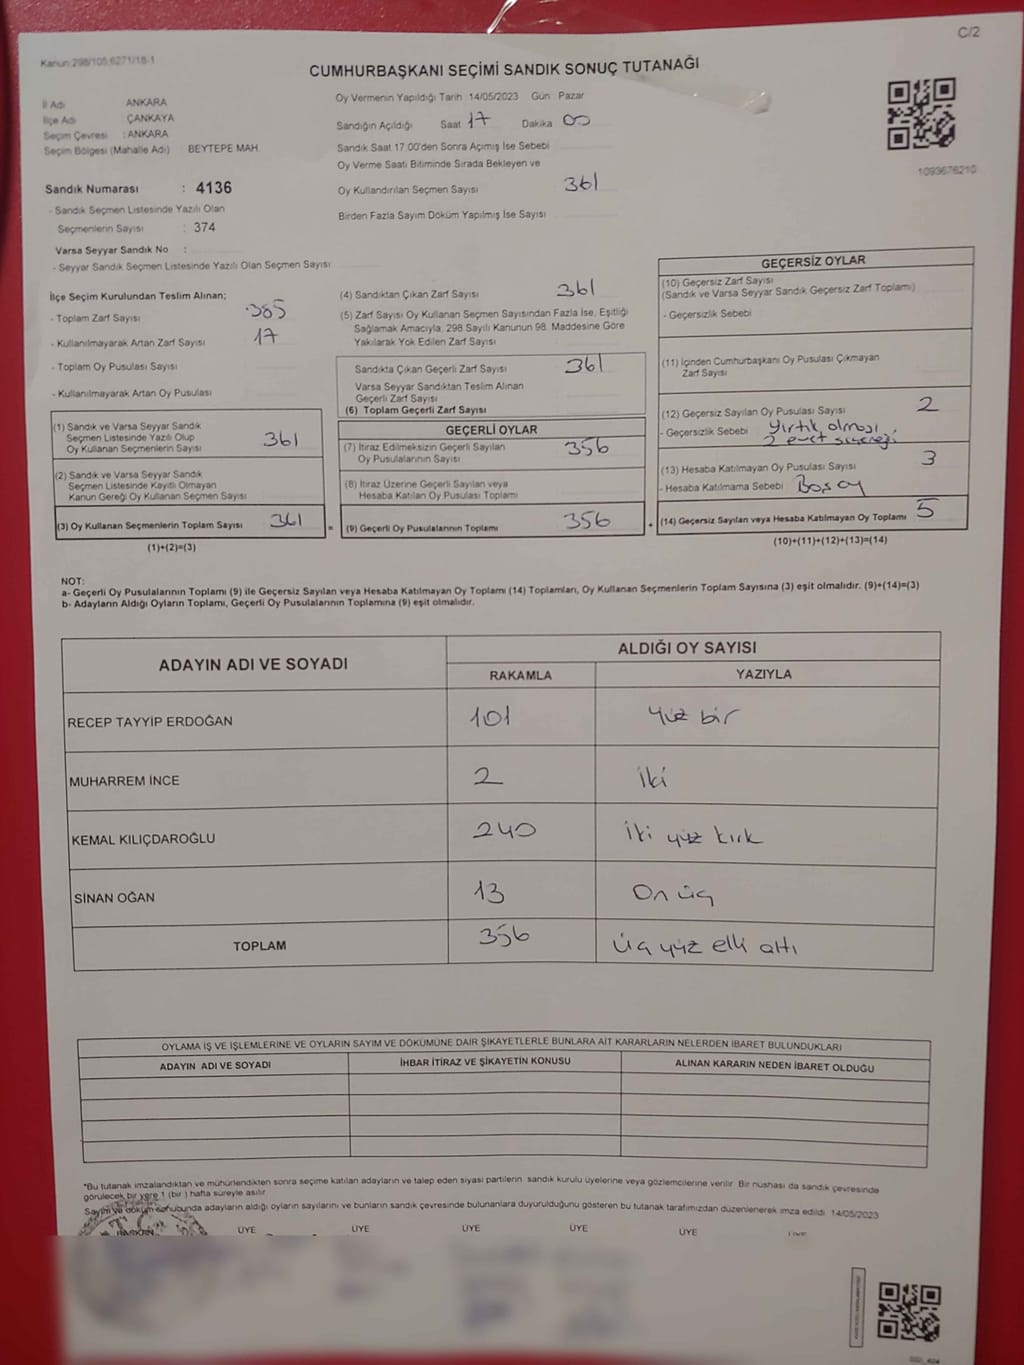 C/2
Kanun:298/105;6271/18-1
CUMHURBAŞKANI SEÇİMİ SANDIK SONUÇ TUTANAĞI
İl Adı ANKARA
İlçe Adı ÇANKAYA
Seçim Çevresi : ANKARA
Seçim Bölgesi (Mahalle Adı) BEYTEPE MAH.
Oy Vermenin Yapıldığı Tarih 14/05/2023 Gün Pazar
Sandığın Açıldığı Saat 17 Dakika 00
Sandık Saat 17:00'den Sonra Açımış İse Sebebi
Oy Verme Saati Bitiminde Sırada Bekleyen ve
Oy Kullandırılan Seçmen Sayısı 361
Birden Fazla Sayım Döküm Yapılmış İse Sayısı
1093676210
Sandık Numarası : 4136
- Sandık Seçmen Listesinde Yazılı Olan
Seçmenlerin Sayısı : 374
Varsa Seyyar Sandık No :
- Seyyar Sandık Seçmen Listesinde Yazılı Olan Seçmen Sayısı
İlçe Seçim Kurulundan Teslim Alınan;
- Toplam Zarf Sayısı 385
- Kullanılmayarak Artan Zarf Sayısı 17
- Toplam Oy Pusulası Sayısı
- Kullanılmayarak Artan Oy Pusulası
(1) Sandık ve Varsa Seyyar Sandık
Seçmen Listesinde Yazılı Olup
Oy Kullanan Seçmenlerin Sayısı 361
(2) Sandık ve Varsa Seyyar Sandık
Seçmen Listesinde Kayıtlı Olmayan
Kanun Gereği Oy Kullanan Seçmen Sayısı
(3) Oy Kullanan Seçmenlerin Toplam Sayısı 361
(1)+(2)=(3)
=
(4) Sandıktan Çıkan Zarf Sayısı 361
(5) Zarf Sayısı Oy Kullanan Seçmen Sayısından Fazla İse, Eşitliği
Sağlamak Amacıyla, 298 Sayılı Kanunun 98. Maddesine Göre
Yakılarak Yok Edilen Zarf Sayısı
Sandıkta Çıkan Geçerli Zarf Sayısı 361
Varsa Seyyar Sandıktan Teslim Alınan
Geçerli Zarf Sayısı
(6) Toplam Geçerli Zarf Sayısı
GEÇERLİ OYLAR
(7) İtiraz Edilmeksizin Geçerli Sayılan
Oy Pusulalarının Sayısı 356
(8) İtiraz Üzerine Geçerli Sayılan veya
Hesaba Katılan Oy Pusulası Toplamı
(9) Geçerli Oy Pusulalarının Toplamı 356
+
GEÇERSİZ OYLAR
(10) Geçersiz Zarf Sayısı
(Sandık ve Varsa Seyyar Sandık Geçersiz Zarf Toplamı)
- Geçersizlik Sebebi
(11) İçinden Cumhurbaşkanı Oy Pusulası Çıkmayan
Zarf Sayısı
(12) Geçersiz Sayılan Oy Pusulası Sayısı 2
- Geçersizlik Sebebi Yırtık olması
2 evet seçeneği
(13) Hesaba Katılmayan Oy Pusulası Sayısı 3
- Hesaba Katılmama Sebebi Boş oy
(14) Geçersiz Sayılan veya Hesaba Katılmayan Oy Toplamı 5
(10)+(11)+(12)+(13)=(14)
NOT:
a- Geçerli Oy Pusulalarının Toplamı (9) ile Geçersiz Sayılan veya Hesaba Katılmayan Oy Toplamı (14) Toplamları, Oy Kullanan Seçmenlerin Toplam Sayısına (3) eşit olmalıdır. (9)+(14)=(3)
b- Adayların Aldığı Oyların Toplamı, Geçerli Oy Pusulalarının Toplamına (9) eşit olmalıdır.
ADAYIN ADI VE SOYADI ALDIĞI OY SAYISI
RAKAMLA YAZIYLA
RECEP TAYYİP ERDOĞAN 101 Yüz bir
MUHARREM İNCE 2 iki
KEMAL KILIÇDAROĞLU 240 iki yüz kırk
SİNAN OĞAN 13 On üç
TOPLAM 356 üç yüz elli altı
OYLAMA İŞ VE İŞLEMLERİNE VE OYLARIN SAYIM VE DÖKÜMÜNE DAİR ŞİKAYETLERLE BUNLARA AİT KARARLARIN NELERDEN İBARET BULUNDUKLARI
ADAYIN ADI VE SOYADI İHBAR İTİRAZ VE ŞİKAYETİN KONUSU ALINAN KARARIN NEDEN İBARET OLDUĞU
*Bu tutanak imzalandıktan ve mühürlendikten sonra seçime katılan adayların ve talep eden siyasi partilerin sandık kurulu üyelerine veya gözlemcilerine verilir. Bir nüshası da sandık çevresinde
görülecek bir yere 1 (bir ) hafta süreyle asılır.
Sayım ve döküm sonucunda adayların aldığı oyların sayılarını ve bunların sandık çevresinde bulunanlara duyurulduğunu gösteren bu tutanak tarafımızdan düzenlenerek imza edildi. 14/05/2023
BAŞKAN ÜYE ÜYE ÜYE ÜYE ÜYE ÜYE